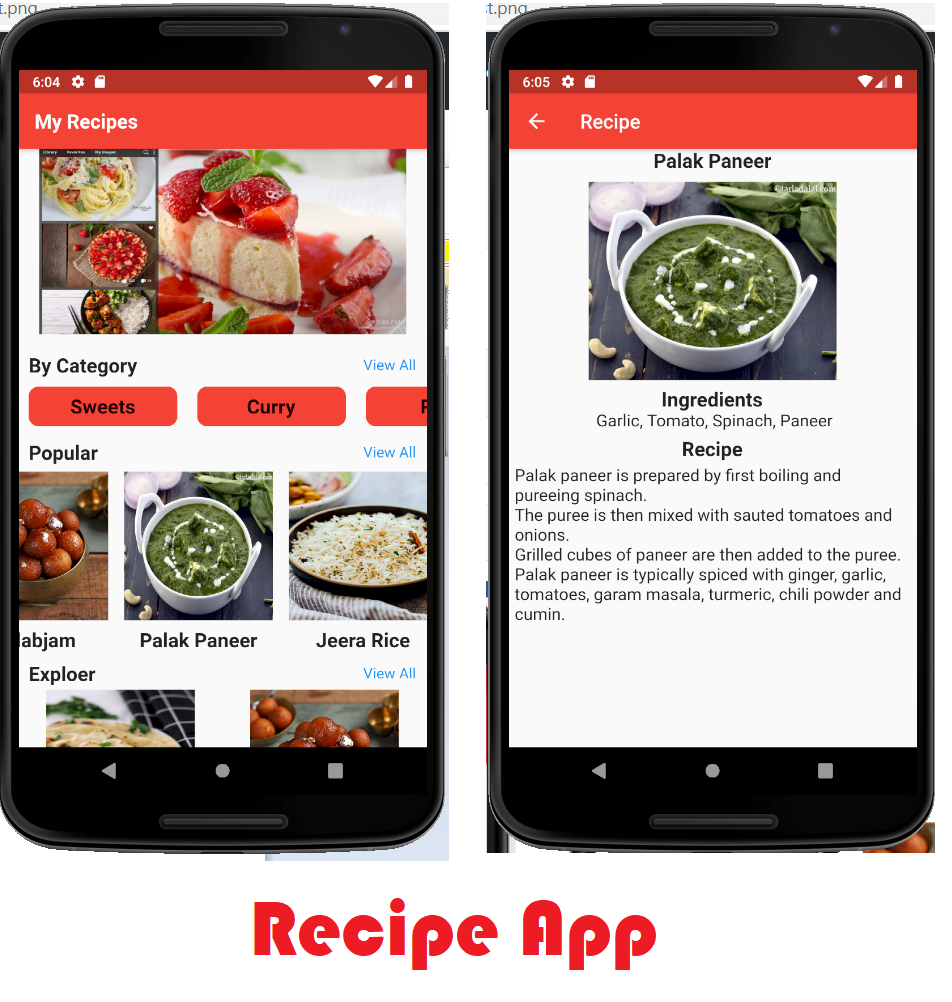 t.png
6:04
My Recipes
Library Favorites My Images
By Category View All
Sweets Curry
Popular View All
©tarladalal.com
labjam Palak Paneer Jeera Rice
Exploer View All
st.png
6:05
Recipe
Palak Paneer
©tarladalal.com
Ingredients
Garlic, Tomato, Spinach, Paneer
Recipe
Palak paneer is prepared by first boiling and
pureeing spinach.
The puree is then mixed with sauted tomatoes and
onions.
Grilled cubes of paneer are then added to the puree.
Palak paneer is typically spiced with ginger, garlic,
tomatoes, garam masala, turmeric, chili powder and
cumin.
Recipe App